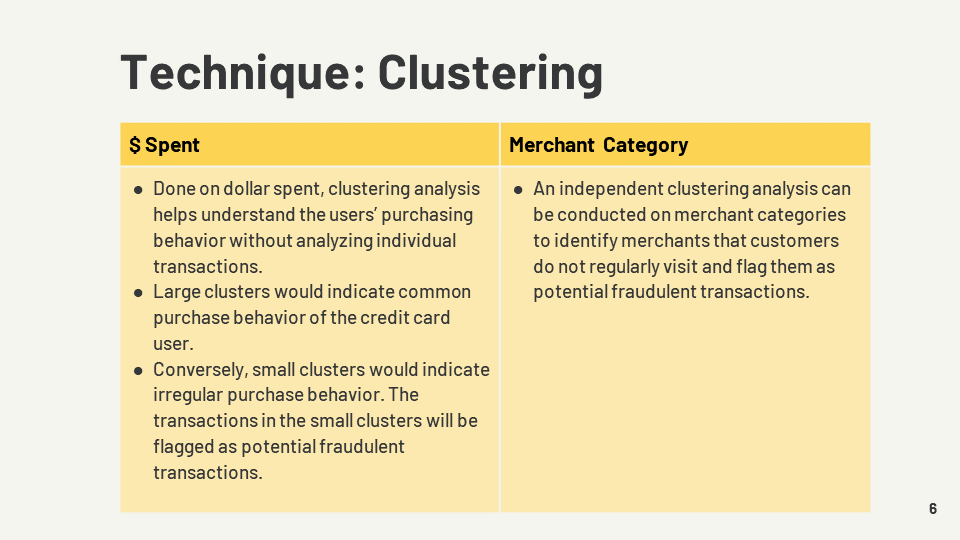 Technique: Clustering
$ Spent
Merchant Category
● Done on dollar spent, clustering analysis
helps understand the users’ purchasing
behavior without analyzing individual
transactions.
● Large clusters would indicate common
purchase behavior of the credit card
user.
● Conversely, small clusters would indicate
irregular purchase behavior. The
transactions in the small clusters will be
flagged as potential fraudulent
transactions.
● An independent clustering analysis can
be conducted on merchant categories
to identify merchants that customers
do not regularly visit and flag them as
potential fraudulent transactions.
6